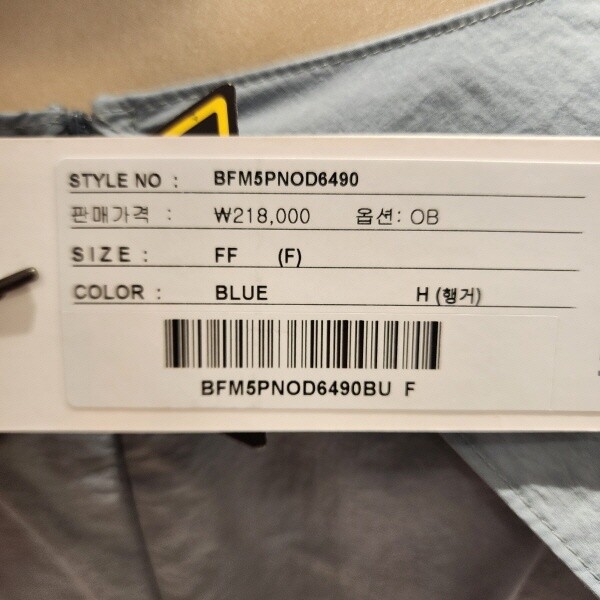 STYLE NO : BFM5PNOD6490
판매가격 : ₩218,000 옵션: OB
SIZE : FF (F)
COLOR : BLUE H (행거)
BFM5PNOD6490BU F